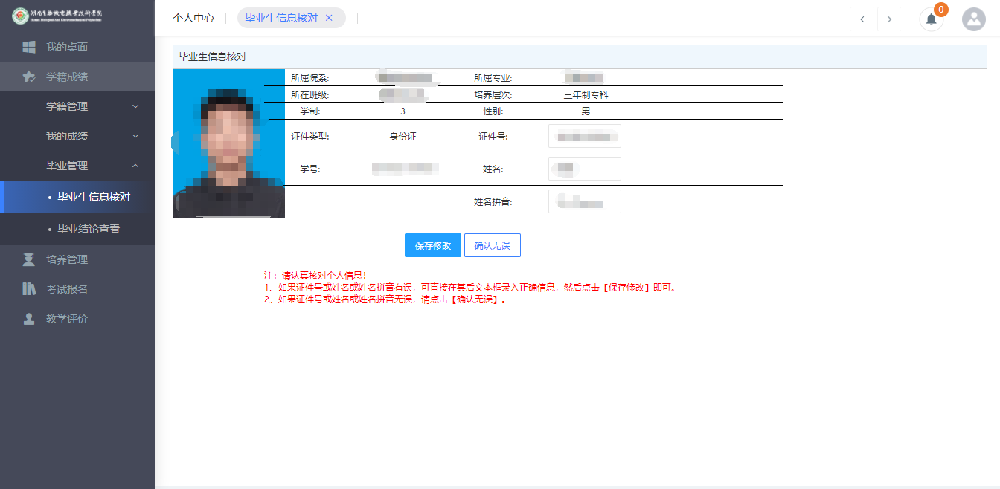 湖南生物机电职业技术学院
Hunan Biological And Electromechanical Polytechnic
个人中心
毕业生信息核对 ×
0
我的桌面
学籍成绩
学籍管理
我的成绩
毕业管理
毕业生信息核对
毕业结论查看
培养管理
考试报名
教学评价
毕业生信息核对
所属院系: 所属专业:
所在班级: 培养层次: 三年制专科
学制: 3 性别: 男
证件类型: 身份证 证件号:
学号: 姓名:
姓名拼音:
保存修改 确认无误
注：请认真核对个人信息！
1、如果证件号或姓名或姓名拼音有误，可直接在其后文本框录入正确信息，然后点击【保存修改】即可。
2、如果证件号或姓名或姓名拼音无误，请点击【确认无误】。